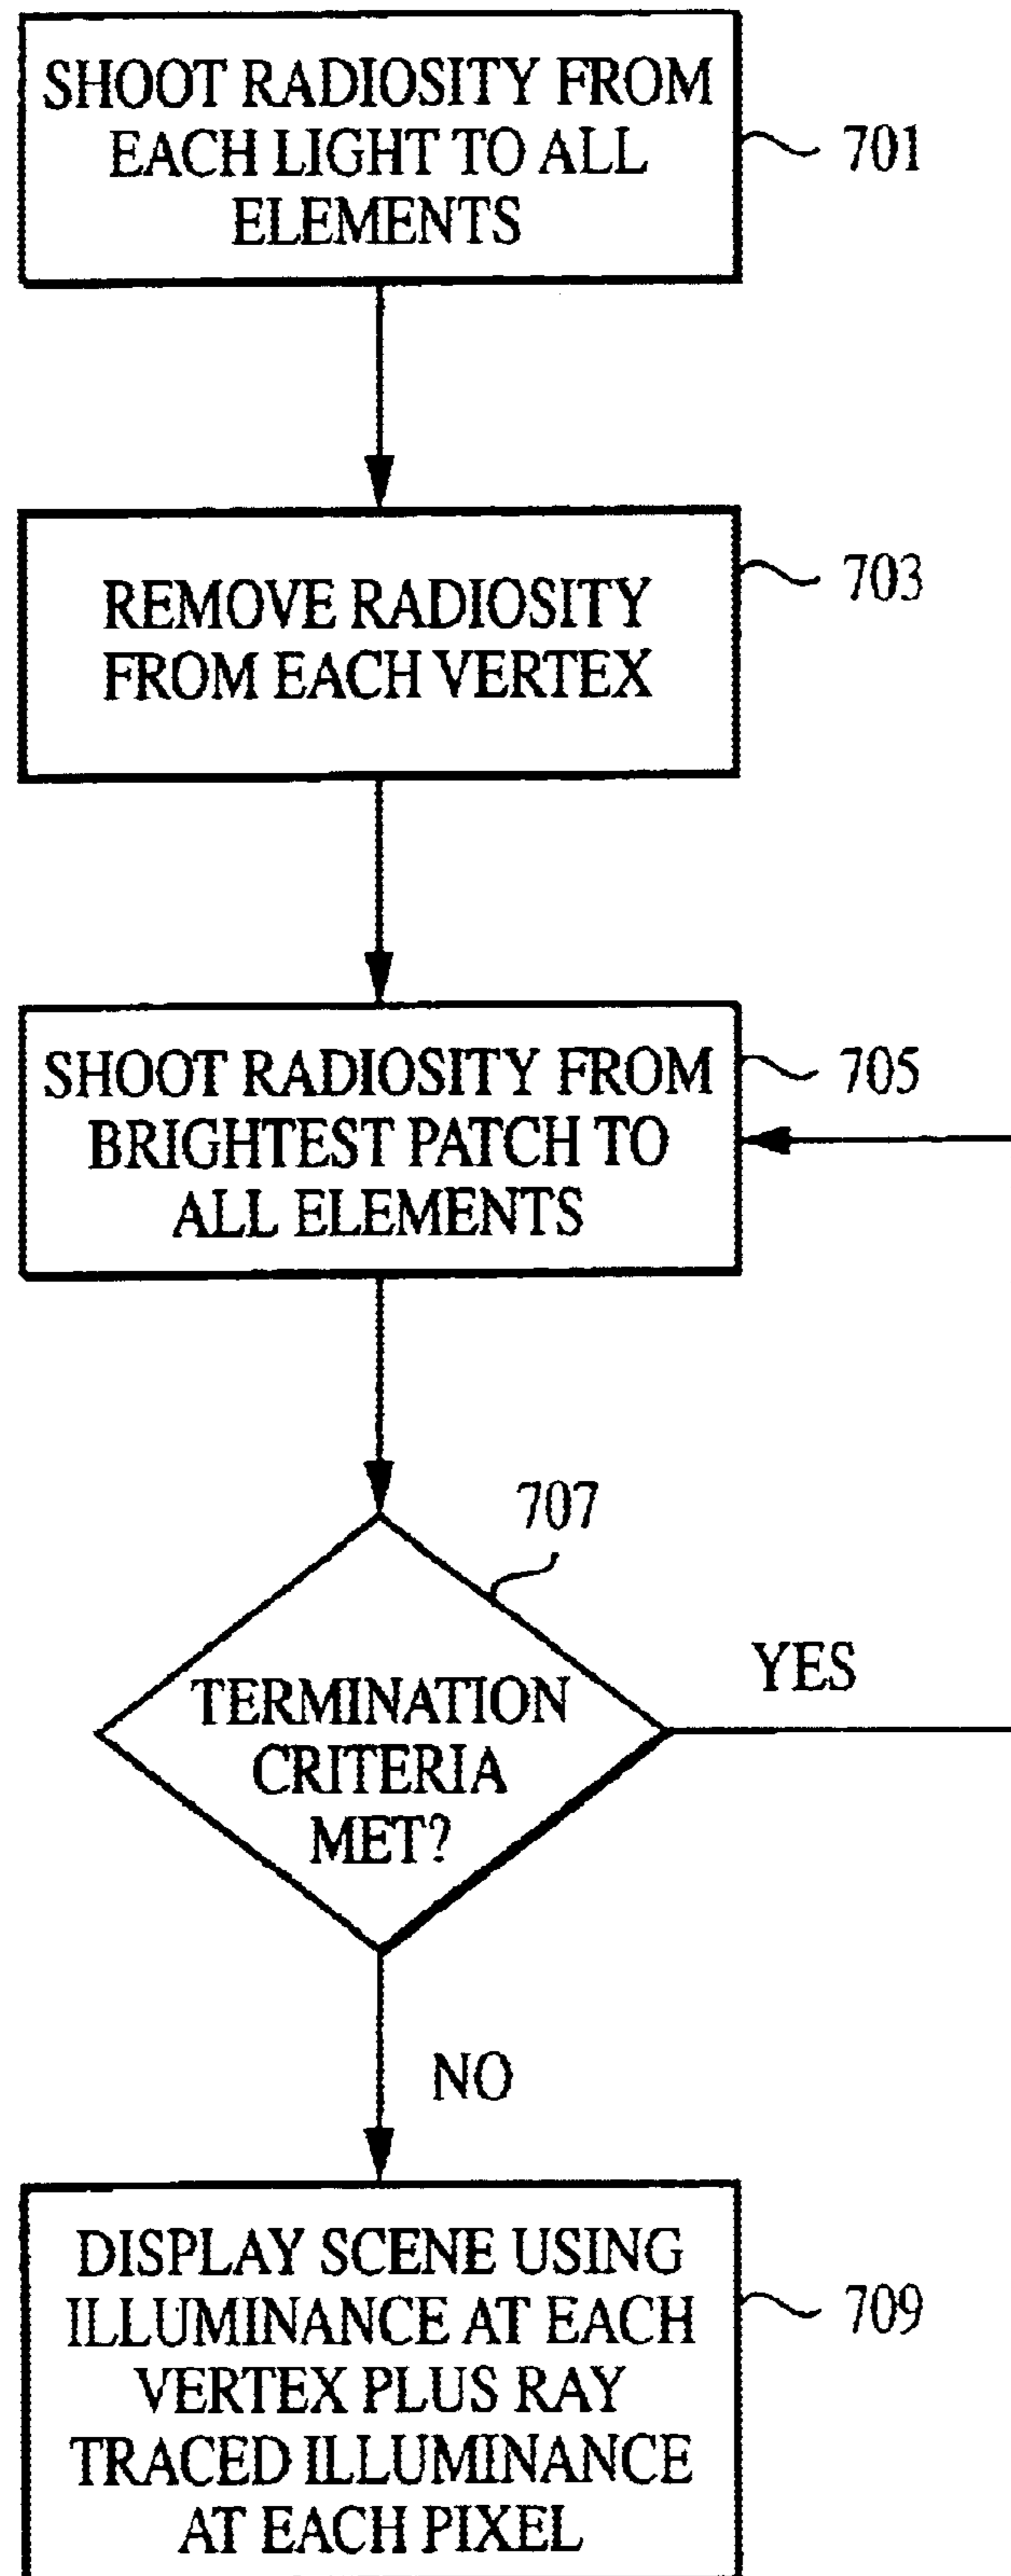 SHOOT RADIOSITY FROM
EACH LIGHT TO ALL
ELEMENTS
701
REMOVE RADIOSITY
FROM EACH VERTEX
703
SHOOT RADIOSITY FROM
BRIGHTEST PATCH TO
ALL ELEMENTS
705
707
TERMINATION
CRITERIA
MET?
YES
NO
DISPLAY SCENE USING
ILLUMINANCE AT EACH
VERTEX PLUS RAY
TRACED ILLUMINANCE
AT EACH PIXEL
709